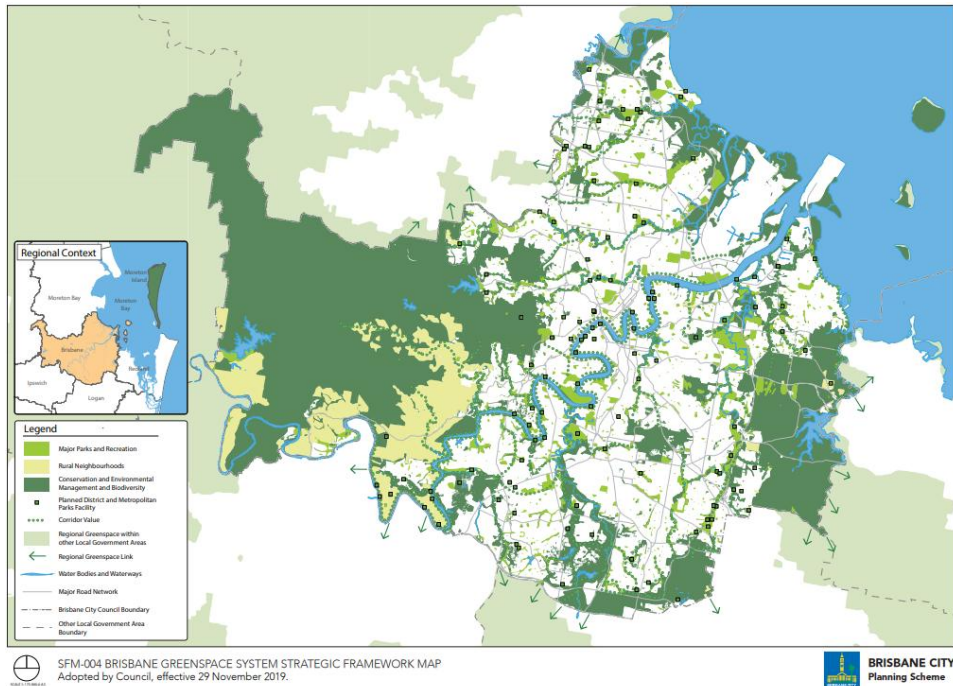 Regional Context
Moreton
Island
Moreton Bay
Moreton
Bay
Brisbane
Redland
Ipswich
Logan
Legend
Major Parks and Recreation
Rural Neighbourhoods
Conservation and Environmental
Management and Biodiversity
Planned District and Metropolitan
Parks Facility
Corridor Value
Regional Greenspace within
other Local Government Areas
Regional Greenspace Link
Water Bodies and Waterways
Major Road Network
Brisbane City Council Boundary
Other Local Government Area
Boundary
SFM-004 BRISBANE GREENSPACE SYSTEM STRATEGIC FRAMEWORK MAP
Adopted by Council, effective 29 November 2019.
BRISBANE CITY
Planning Scheme